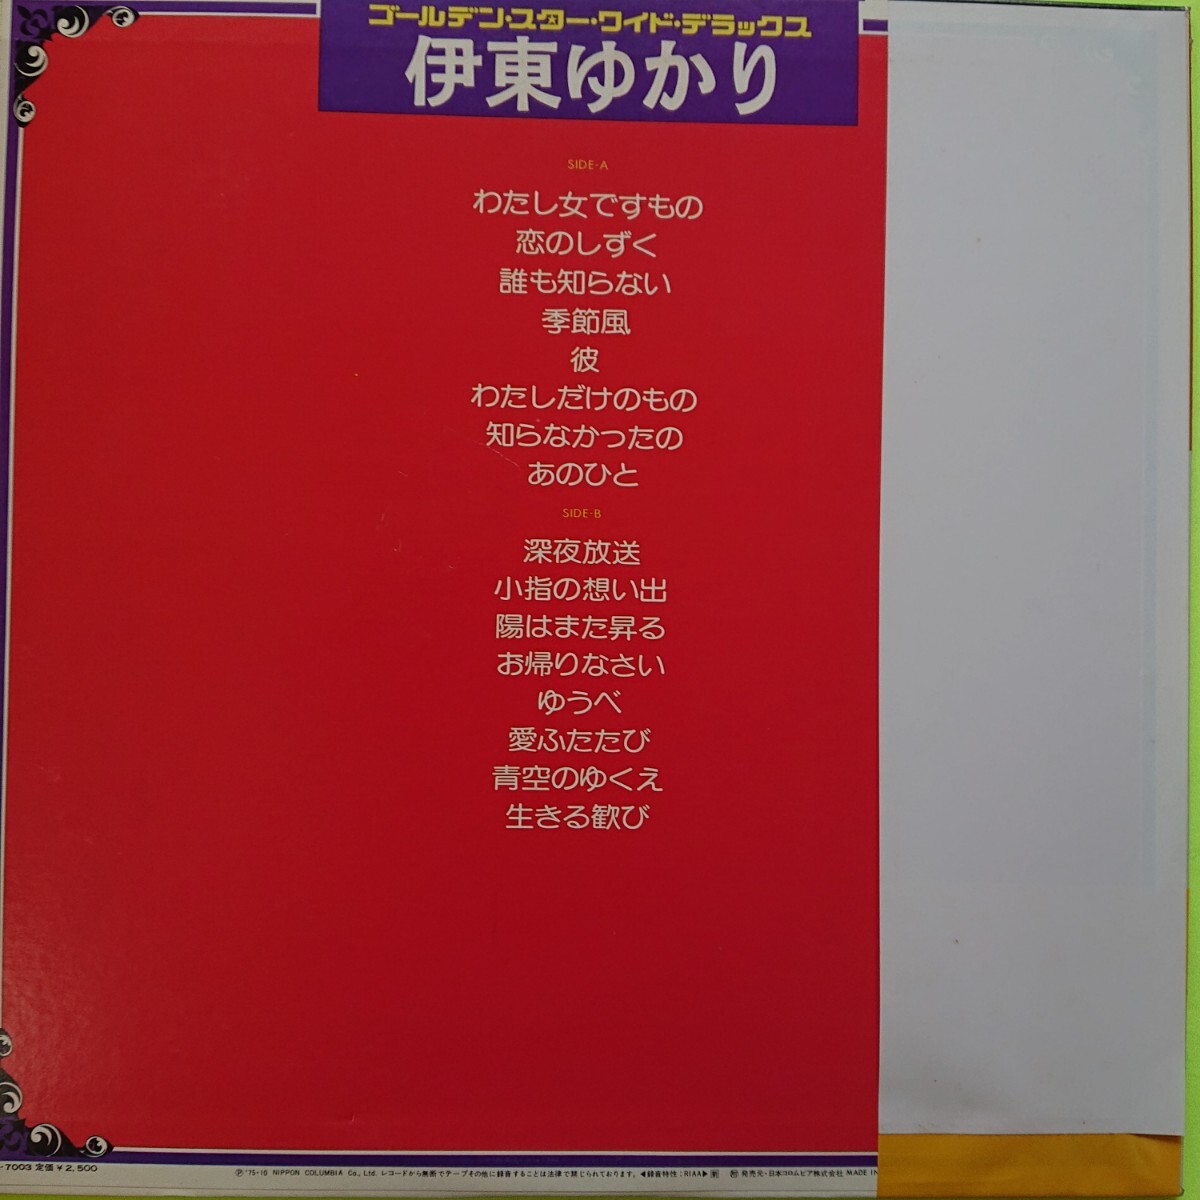 ゴールデン・スター・ワイド・デラックス
伊東ゆかり
SIDE-A
わたし女ですもの
恋のしずく
誰も知らない
季節風
彼
わたしだけのもの
知らなかったの
あのひと
SIDE-B
深夜放送
小指の想い出
陽はまた昇る
お帰りなさい
ゆうべ
愛ふたたび
青空のゆくえ
生きる歓び
-7003 定価¥2,500
Ⓟ'75-10 NIPPON COLUMBIA Co., Ltd. レコードから無断でテープその他に録音することは法律で禁じられております。◀録音特性:RIAA▶ 発売元・日本コロムビア株式会社 MADE IN